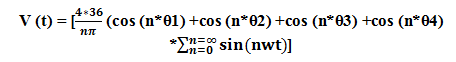 V (t) = [4*36/nπ (cos (n*θ1) +cos (n*θ2) +cos (n*θ3) +cos (n*θ4)
*∑_{n=0}^{n=∞} sin(nwt)]